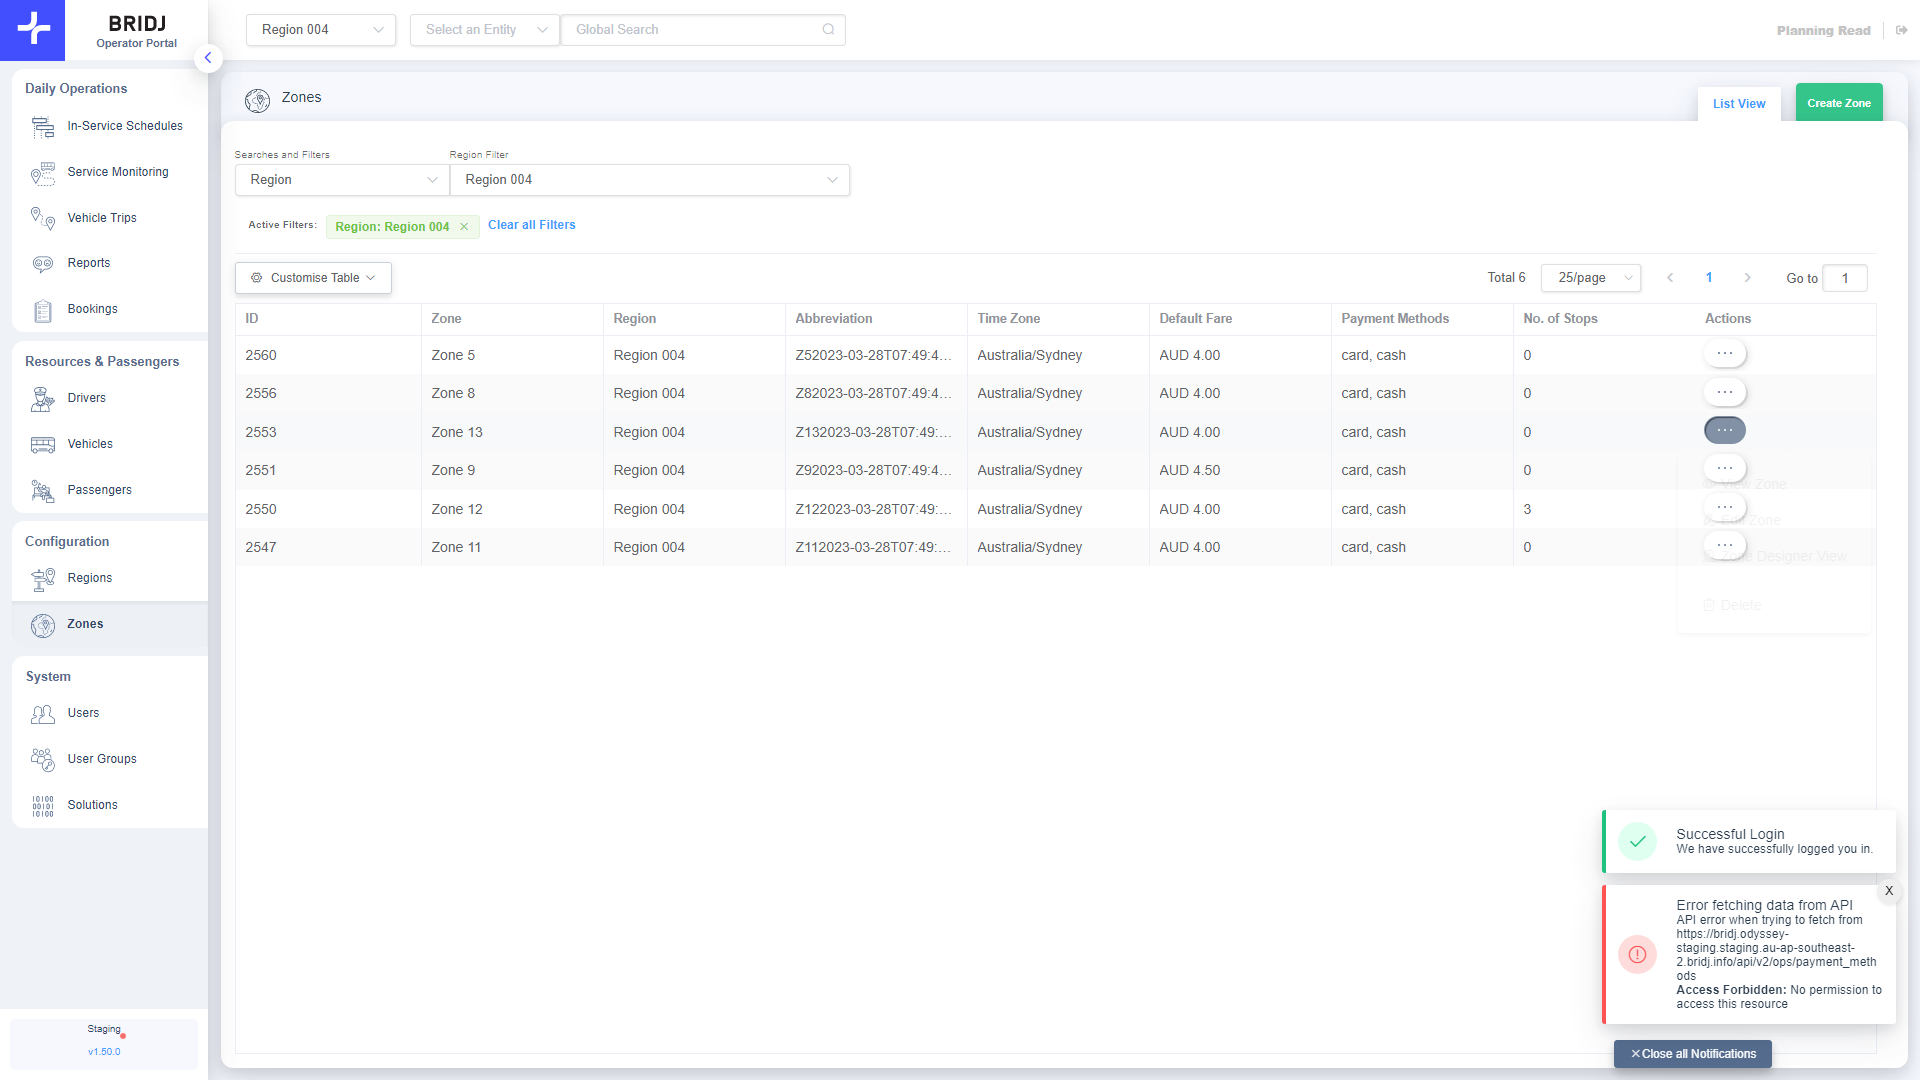 BRIDJ
Operator Portal
Region 004
Select an Entity
Global Search
Planning Read
Daily Operations
In-Service Schedules
Service Monitoring
Vehicle Trips
Reports
Bookings
Resources & Passengers
Drivers
Vehicles
Passengers
Configuration
Regions
Zones
System
Users
User Groups
Solutions
Staging
v1.50.0
Zones
List View
Create Zone
Searches and Filters
Region Filter
Region
Region 004
Active Filters:
Region: Region 004
Clear all Filters
Customise Table
Total 6
25/page
1
Go to
1
ID Zone Region Abbreviation Time Zone Default Fare Payment Methods No. of Stops Actions
2560 Zone 5 Region 004 Z52023-03-28T07:49:4... Australia/Sydney AUD 4.00 card, cash 0 ...
2556 Zone 8 Region 004 Z82023-03-28T07:49:4... Australia/Sydney AUD 4.00 card, cash 0 ...
2553 Zone 13 Region 004 Z132023-03-28T07:49:... Australia/Sydney AUD 4.00 card, cash 0 ...
2551 Zone 9 Region 004 Z92023-03-28T07:49:4... Australia/Sydney AUD 4.50 card, cash 0 ...
2550 Zone 12 Region 004 Z122023-03-28T07:49:... Australia/Sydney AUD 4.00 card, cash 3 ...
2547 Zone 11 Region 004 Z112023-03-28T07:49:... Australia/Sydney AUD 4.00 card, cash 0 ...
View Zone
Edit Zone
Zone Designer View
Delete
Successful Login
We have successfully logged you in.
X
Error fetching data from API
API error when trying to fetch from
https://bridj.odyssey-
staging.staging.au-ap-southeast-
2.bridj.info/api/v2/ops/payment_meth
ods
Access Forbidden: No permission to
access this resource
Close all Notifications